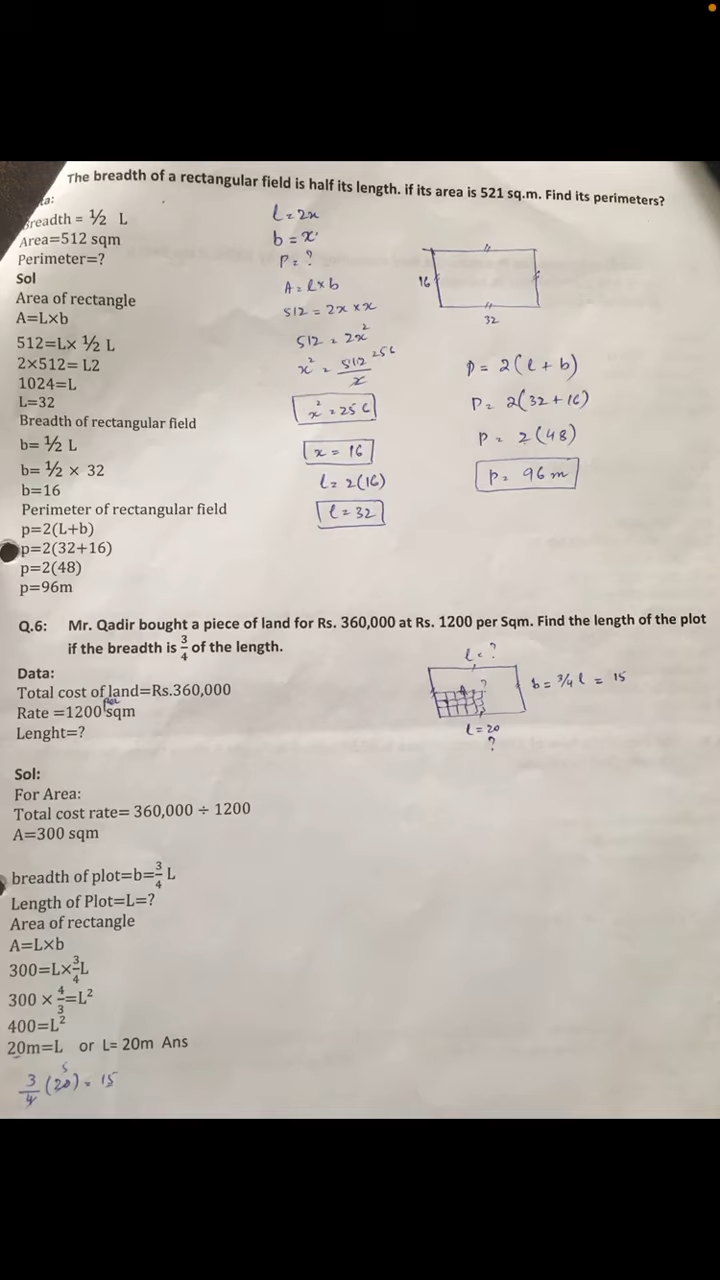 The breadth of a rectangular field is half its length. if its area is 521 sq.m. Find its perimeters?
ta:
Breadth = ½ L
Area=512 sqm
Perimeter=?
Sol
Area of rectangle
A=L×b
512=L× ½ L
2×512= L2
1024=L
L=32
Breadth of rectangular field
b= ½ L
b= ½ × 32
b=16
Perimeter of rectangular field
p=2(L+b)
p=2(32+16)
p=2(48)
p=96m
l = 2x
b = x
P = ?
A = l × b
512 = 2x × x
512 = 2x²
x² = 512/2 256
x² = 256
x = 16
l = 2(16)
l = 32
16
32
P = 2(l + b)
P = 2(32+16)
P = 2(48)
P = 96m
Q.6: Mr. Qadir bought a piece of land for Rs. 360,000 at Rs. 1200 per Sqm. Find the length of the plot
if the breadth is 3/4 of the length.
Data:
Total cost of land=Rs.360,000
Rate =1200 per sqm
Lenght=?
l = ?
?
b = 3/4 l = 15
l = 20
?
Sol:
For Area:
Total cost rate= 360,000 ÷ 1200
A=300 sqm
breadth of plot=b=3/4 L
Length of Plot=L=?
Area of rectangle
A=L×b
300=L×3/4L
300 × 4/3=L²
400=L²
20m=L or L= 20m Ans
3/4 (20) 5 = 15